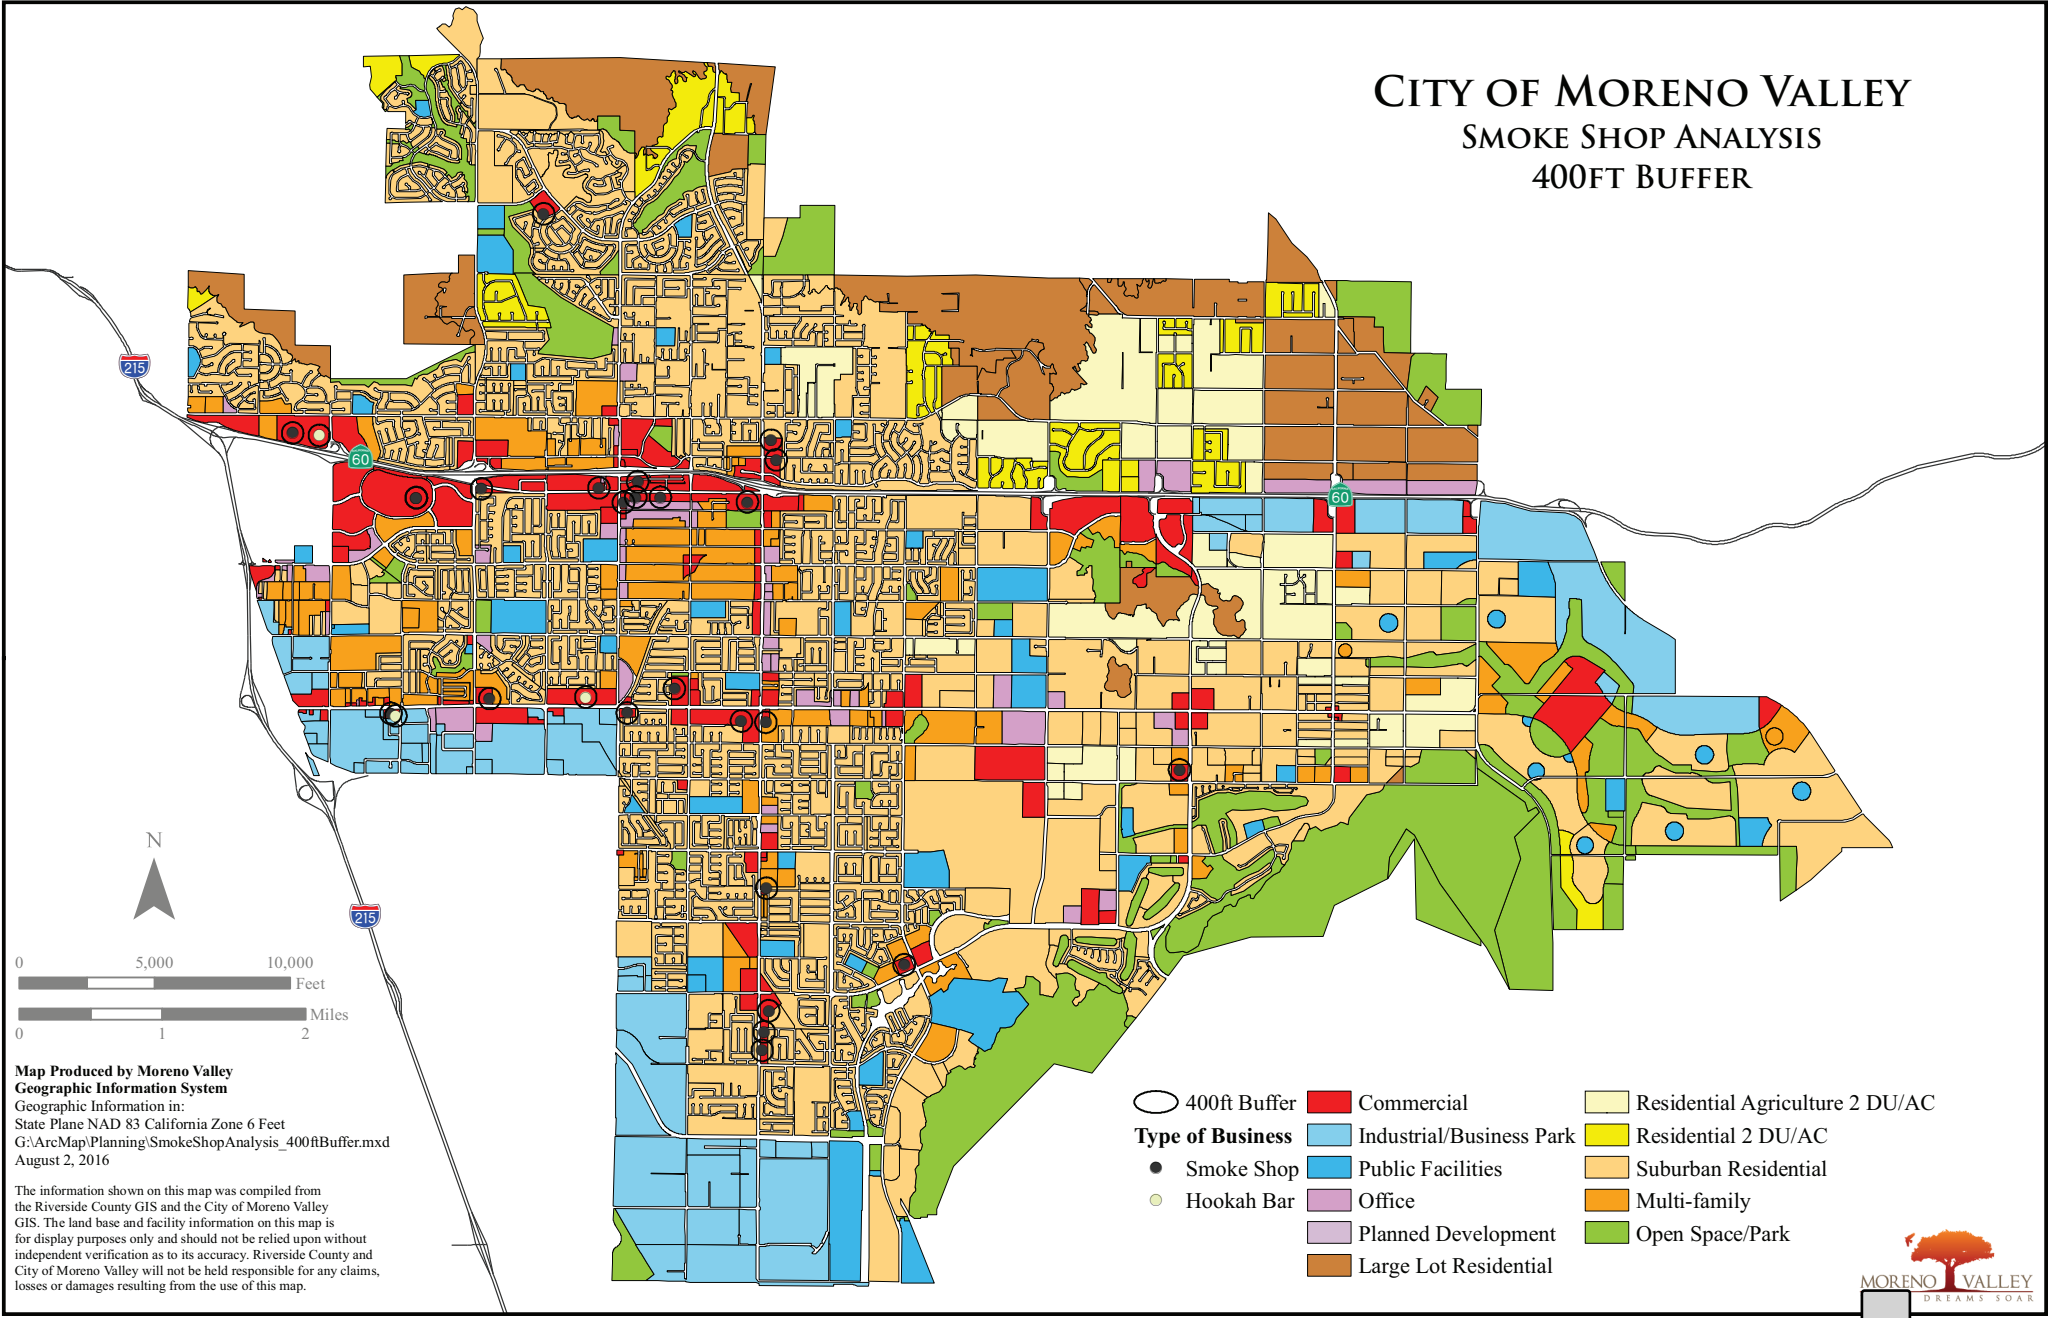 CITY OF MORENO VALLEY
SMOKE SHOP ANALYSIS
400FT BUFFER
215
60
60
215
N
0 5,000 10,000
Feet
Miles
0 1 2
Map Produced by Moreno Valley
Geographic Information System
Geographic Information in:
State Plane NAD 83 California Zone 6 Feet
G:\ArcMap\Planning\SmokeShopAnalysis_400ftBuffer.mxd
August 2, 2016
The information shown on this map was compiled from
the Riverside County GIS and the City of Moreno Valley
GIS. The land base and facility information on this map is
for display purposes only and should not be relied upon without
independent verification as to its accuracy. Riverside County and
City of Moreno Valley will not be held responsible for any claims,
losses or damages resulting from the use of this map.
400ft Buffer
Type of Business
Smoke Shop
Hookah Bar
Commercial
Industrial/Business Park
Public Facilities
Office
Planned Development
Large Lot Residential
Residential Agriculture 2 DU/AC
Residential 2 DU/AC
Suburban Residential
Multi-family
Open Space/Park
MORENO VALLEY
DREAMS SOAR